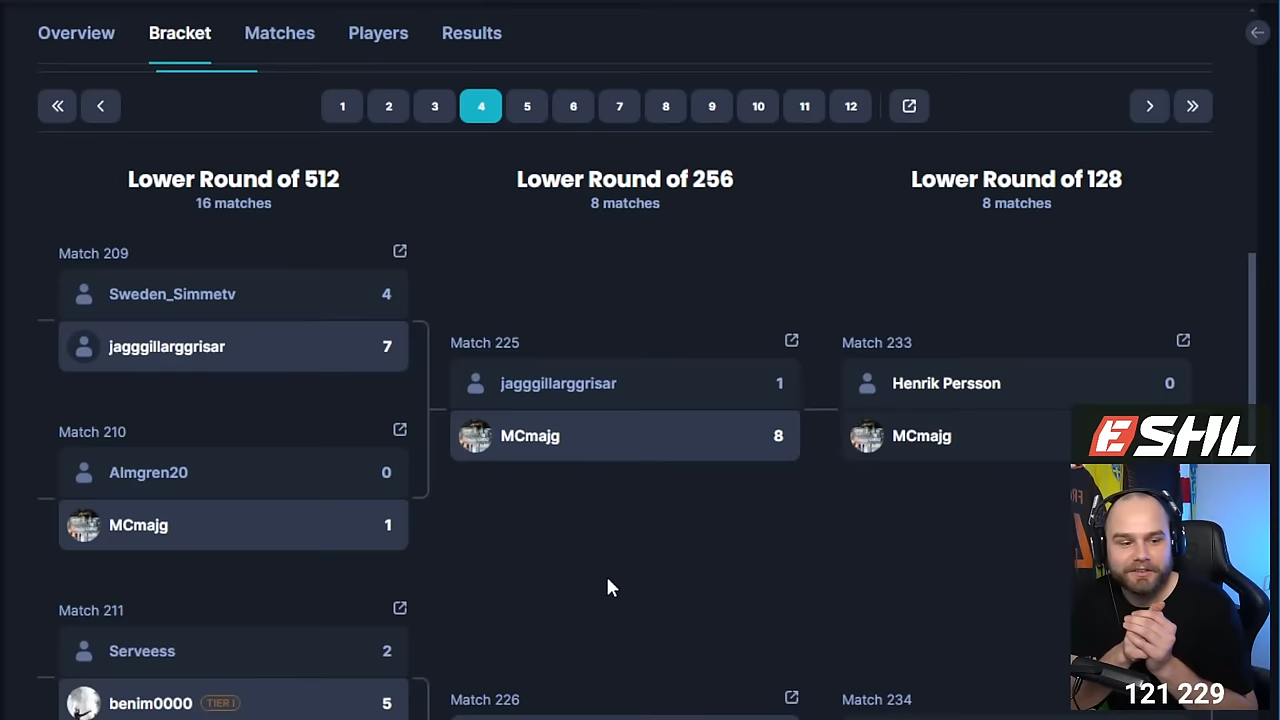 Overview Bracket Matches Players Results
1 2 3 4 5 6 7 8 9 10 11 12
Lower Round of 512
16 matches
Lower Round of 256
8 matches
Lower Round of 128
8 matches
Match 209
Sweden_Simmetv 4
jagggillarggrisar 7
Match 225
jagggillarggrisar 1
MCmajg 8
Match 233
Henrik Persson 0
MCmajg
Match 210
Almgren20 0
MCmajg 1
Match 211
Serveess 2
benim0000 TIER I 5
Match 226
Match 234
ESHL
121 229